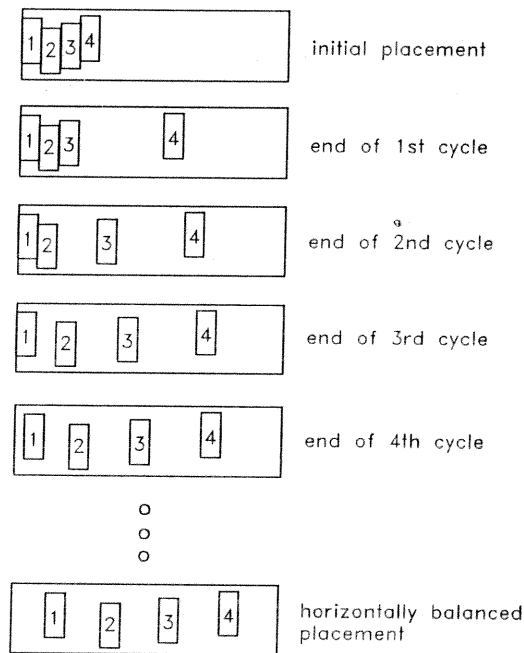 1 2 3 4 initial placement
1 2 3 4 end of 1st cycle
1 2 3 4 end of 2nd cycle
1 2 3 4 end of 3rd cycle
1 2 3 4 end of 4th cycle
1 2 3 4 horizontally balanced
placement